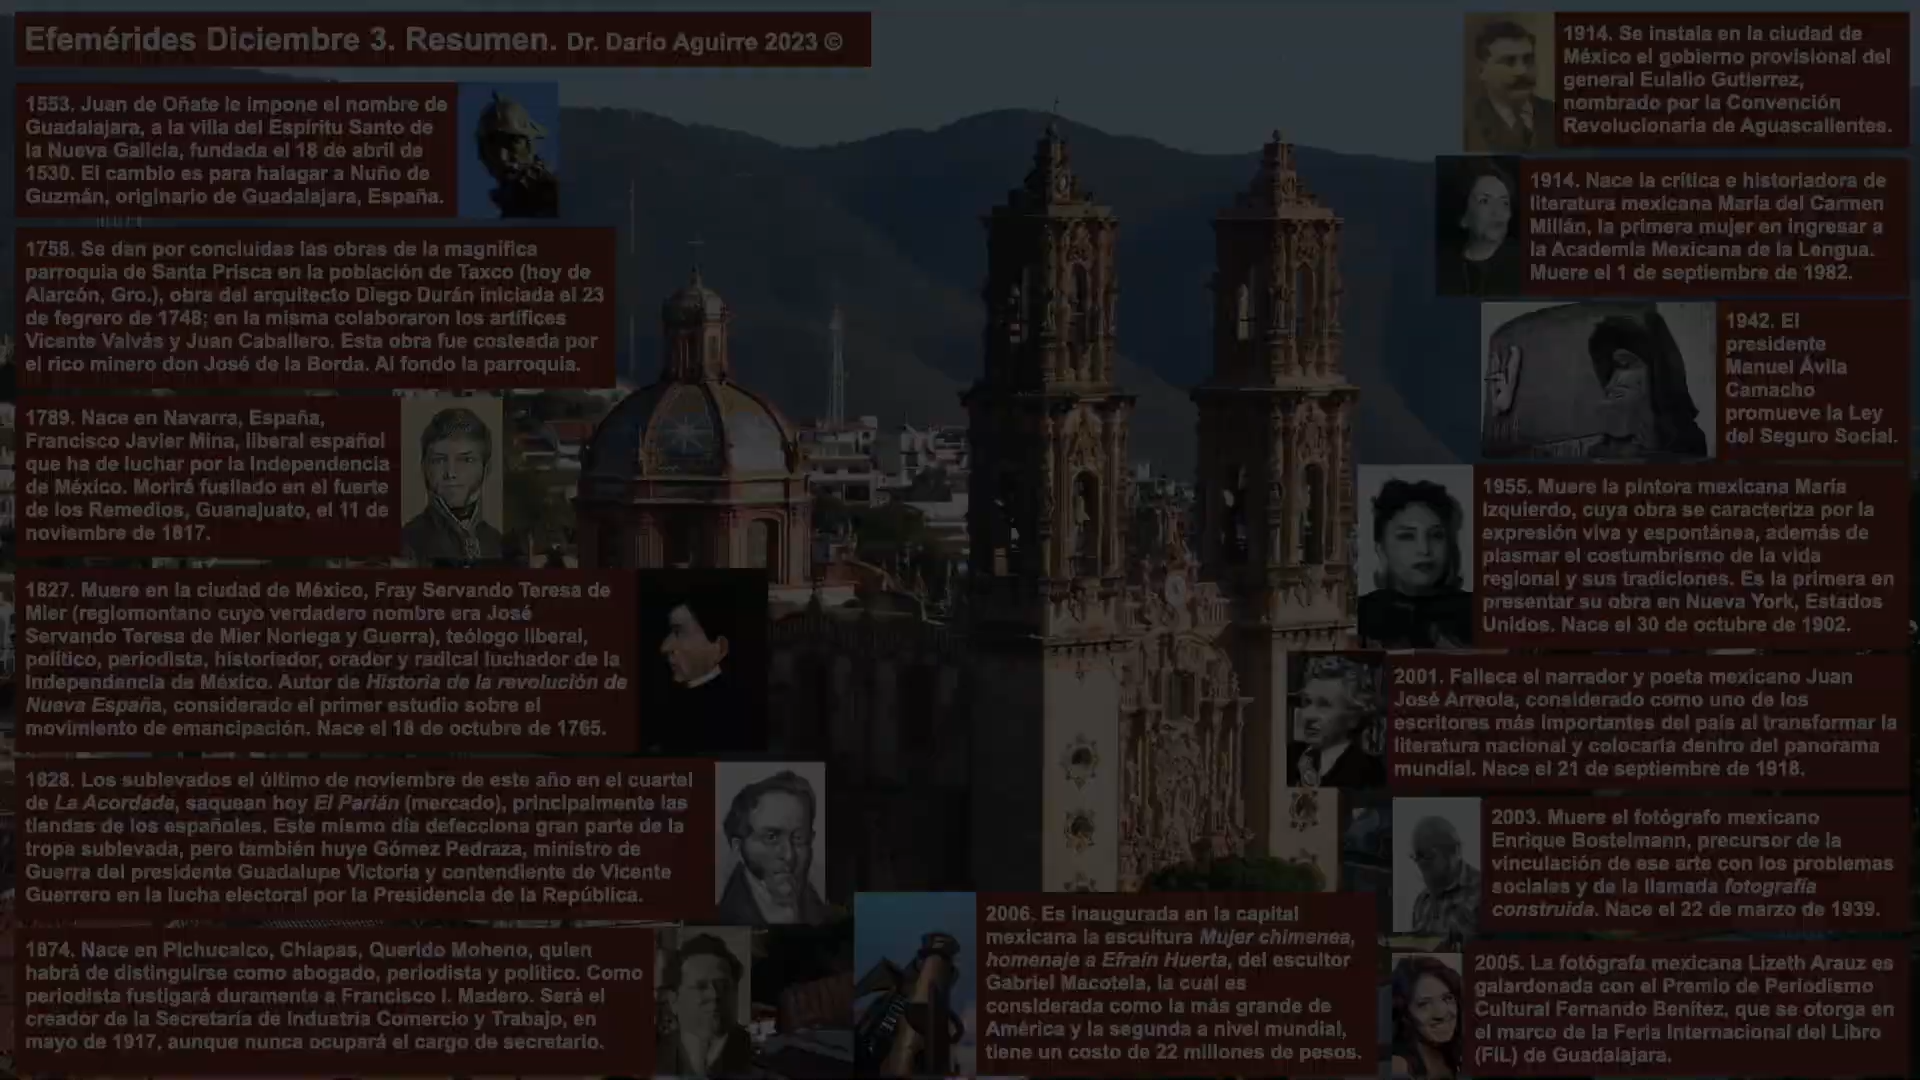 Efemérides Diciembre 3. Resumen. Dr. Darío Aguirre 2023 ©
1553. Juan de Oñate le impone el nombre de
Guadalajara, a la villa del Espíritu Santo de
la Nueva Galicia, fundada el 18 de abril de
1530. El cambio es para halagar a Nuño de
Guzmán, originario de Guadalajara, España.
1758. Se dan por concluidas las obras de la magnífica
parroquia de Santa Prisca en la población de Taxco (hoy de
Alarcón, Gro.), obra del arquitecto Diego Durán iniciada el 23
de fegrero de 1748; en la misma colaboraron los artífices
Vicente Valvás y Juan Caballero. Esta obra fue costeada por
el rico minero don José de la Borda. Al fondo la parroquia.
1789. Nace en Navarra, España,
Francisco Javier Mina, liberal español
que ha de luchar por la Independencia
de México. Morirá fusilado en el fuerte
de los Remedios, Guanajuato, el 11 de
noviembre de 1817.
1827. Muere en la ciudad de México, Fray Servando Teresa de
Mier (regiomontano cuyo verdadero nombre era José
Servando Teresa de Mier Noriega y Guerra), teólogo liberal,
político, periodista, historiador, orador y radical luchador de la
Independencia de México. Autor de Historia de la revolución de
Nueva España, considerado el primer estudio sobre el
movimiento de emancipación. Nace el 18 de octubre de 1765.
1828. Los sublevados el último de noviembre de este año en el cuartel
de La Acordada, saquean hoy El Parián (mercado), principalmente las
tiendas de los españoles. Este mismo día defecciona gran parte de la
tropa sublevada, pero también huye Gómez Pedraza, ministro de
Guerra del presidente Guadalupe Victoria y contendiente de Vicente
Guerrero en la lucha electoral por la Presidencia de la República.
1874. Nace en Pichucalco, Chiapas, Querido Moheno, quien
habrá de distinguirse como abogado, periodista y político. Como
periodista fustigará duramente a Francisco I. Madero. Será el
creador de la Secretaría de Industria Comercio y Trabajo, en
mayo de 1917, aunque nunca ocupará el cargo de secretario.
1914. Se instala en la ciudad de
México el gobierno provisional del
general Eulalio Gutierrez,
nombrado por la Convención
Revolucionaria de Aguascalientes.
1914. Nace la crítica e historiadora de
literatura mexicana María del Carmen
Millán, la primera mujer en ingresar a
la Academia Mexicana de la Lengua.
Muere el 1 de septiembre de 1982.
1942. El
presidente
Manuel Ávila
Camacho
promueve la Ley
del Seguro Social.
1955. Muere la pintora mexicana María
Izquierdo, cuya obra se caracteriza por la
expresión viva y espontánea, además de
plasmar el costumbrismo de la vida
regional y sus tradiciones. Es la primera en
presentar su obra en Nueva York, Estados
Unidos. Nace el 30 de octubre de 1902.
2001. Fallece el narrador y poeta mexicano Juan
José Arreola, considerado como uno de los
escritores más importantes del país al transformar la
literatura nacional y colocarla dentro del panorama
mundial. Nace el 21 de septiembre de 1918.
2003. Muere el fotógrafo mexicano
Enrique Bostelmann, precursor de la
vinculación de ese arte con los problemas
sociales y de la llamada fotografía
construida. Nace el 22 de marzo de 1939.
2005. La fotógrafa mexicana Lizeth Arauz es
galardonada con el Premio de Periodismo
Cultural Fernando Benítez, que se otorga en
el marco de la Feria Internacional del Libro
(FIL) de Guadalajara.
2006. Es inaugurada en la capital
mexicana la escultura Mujer chimenea,
homenaje a Efraín Huerta, del escultor
Gabriel Macotela, la cual es
considerada como la más grande de
América y la segunda a nivel mundial,
tiene un costo de 22 millones de pesos.